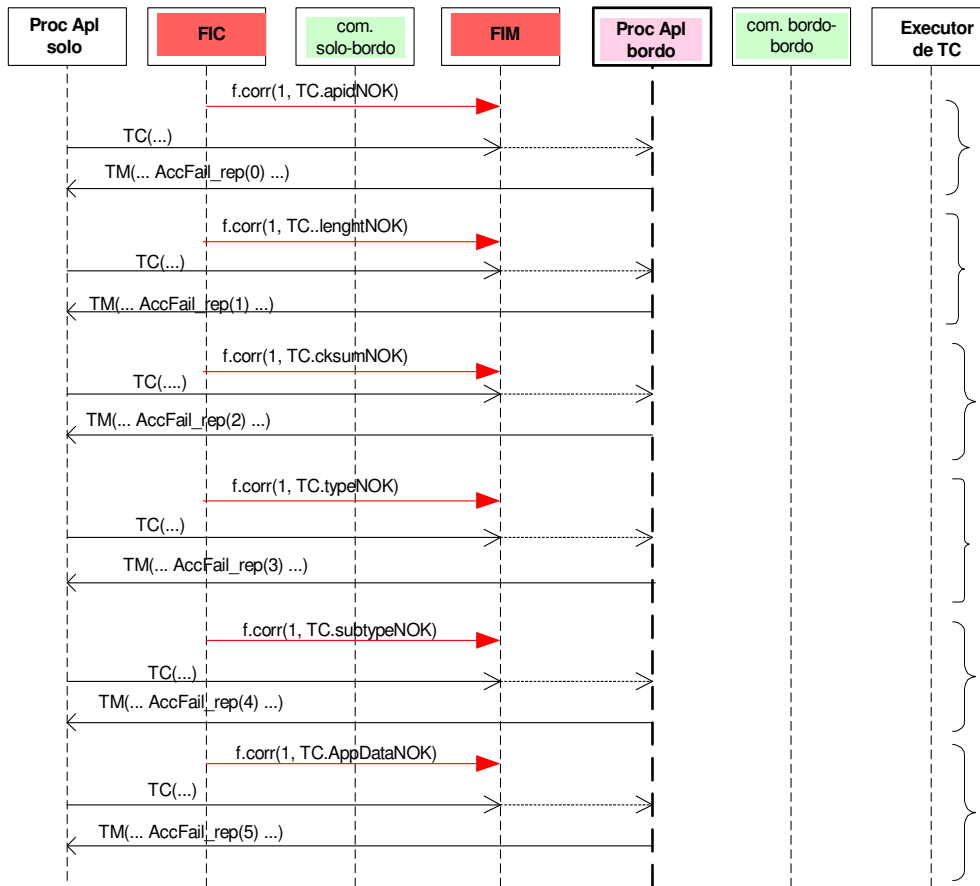 Proc Apl
solo
FIC
com.
solo-bordo
FIM
Proc Apl
bordo
com. bordo-
bordo
Executor
de TC
f.corr(1, TC.apidNOK)
TC(...)
TM(... AccFail_rep(0) ...)
f.corr(1, TC..lenghtNOK)
TC(...)
TM(... AccFail_rep(1) ...)
f.corr(1, TC.cksumNOK)
TC(....)
TM(... AccFail_rep(2) ...)
f.corr(1, TC.typeNOK)
TC(...)
TM(... AccFail_rep(3) ...)
f.corr(1, TC.subtypeNOK)
TC(...)
TM(... AccFail_rep(4) ...)
f.corr(1, TC.AppDataNOK)
TC(...)
TM(... AccFail_rep(5) ...)